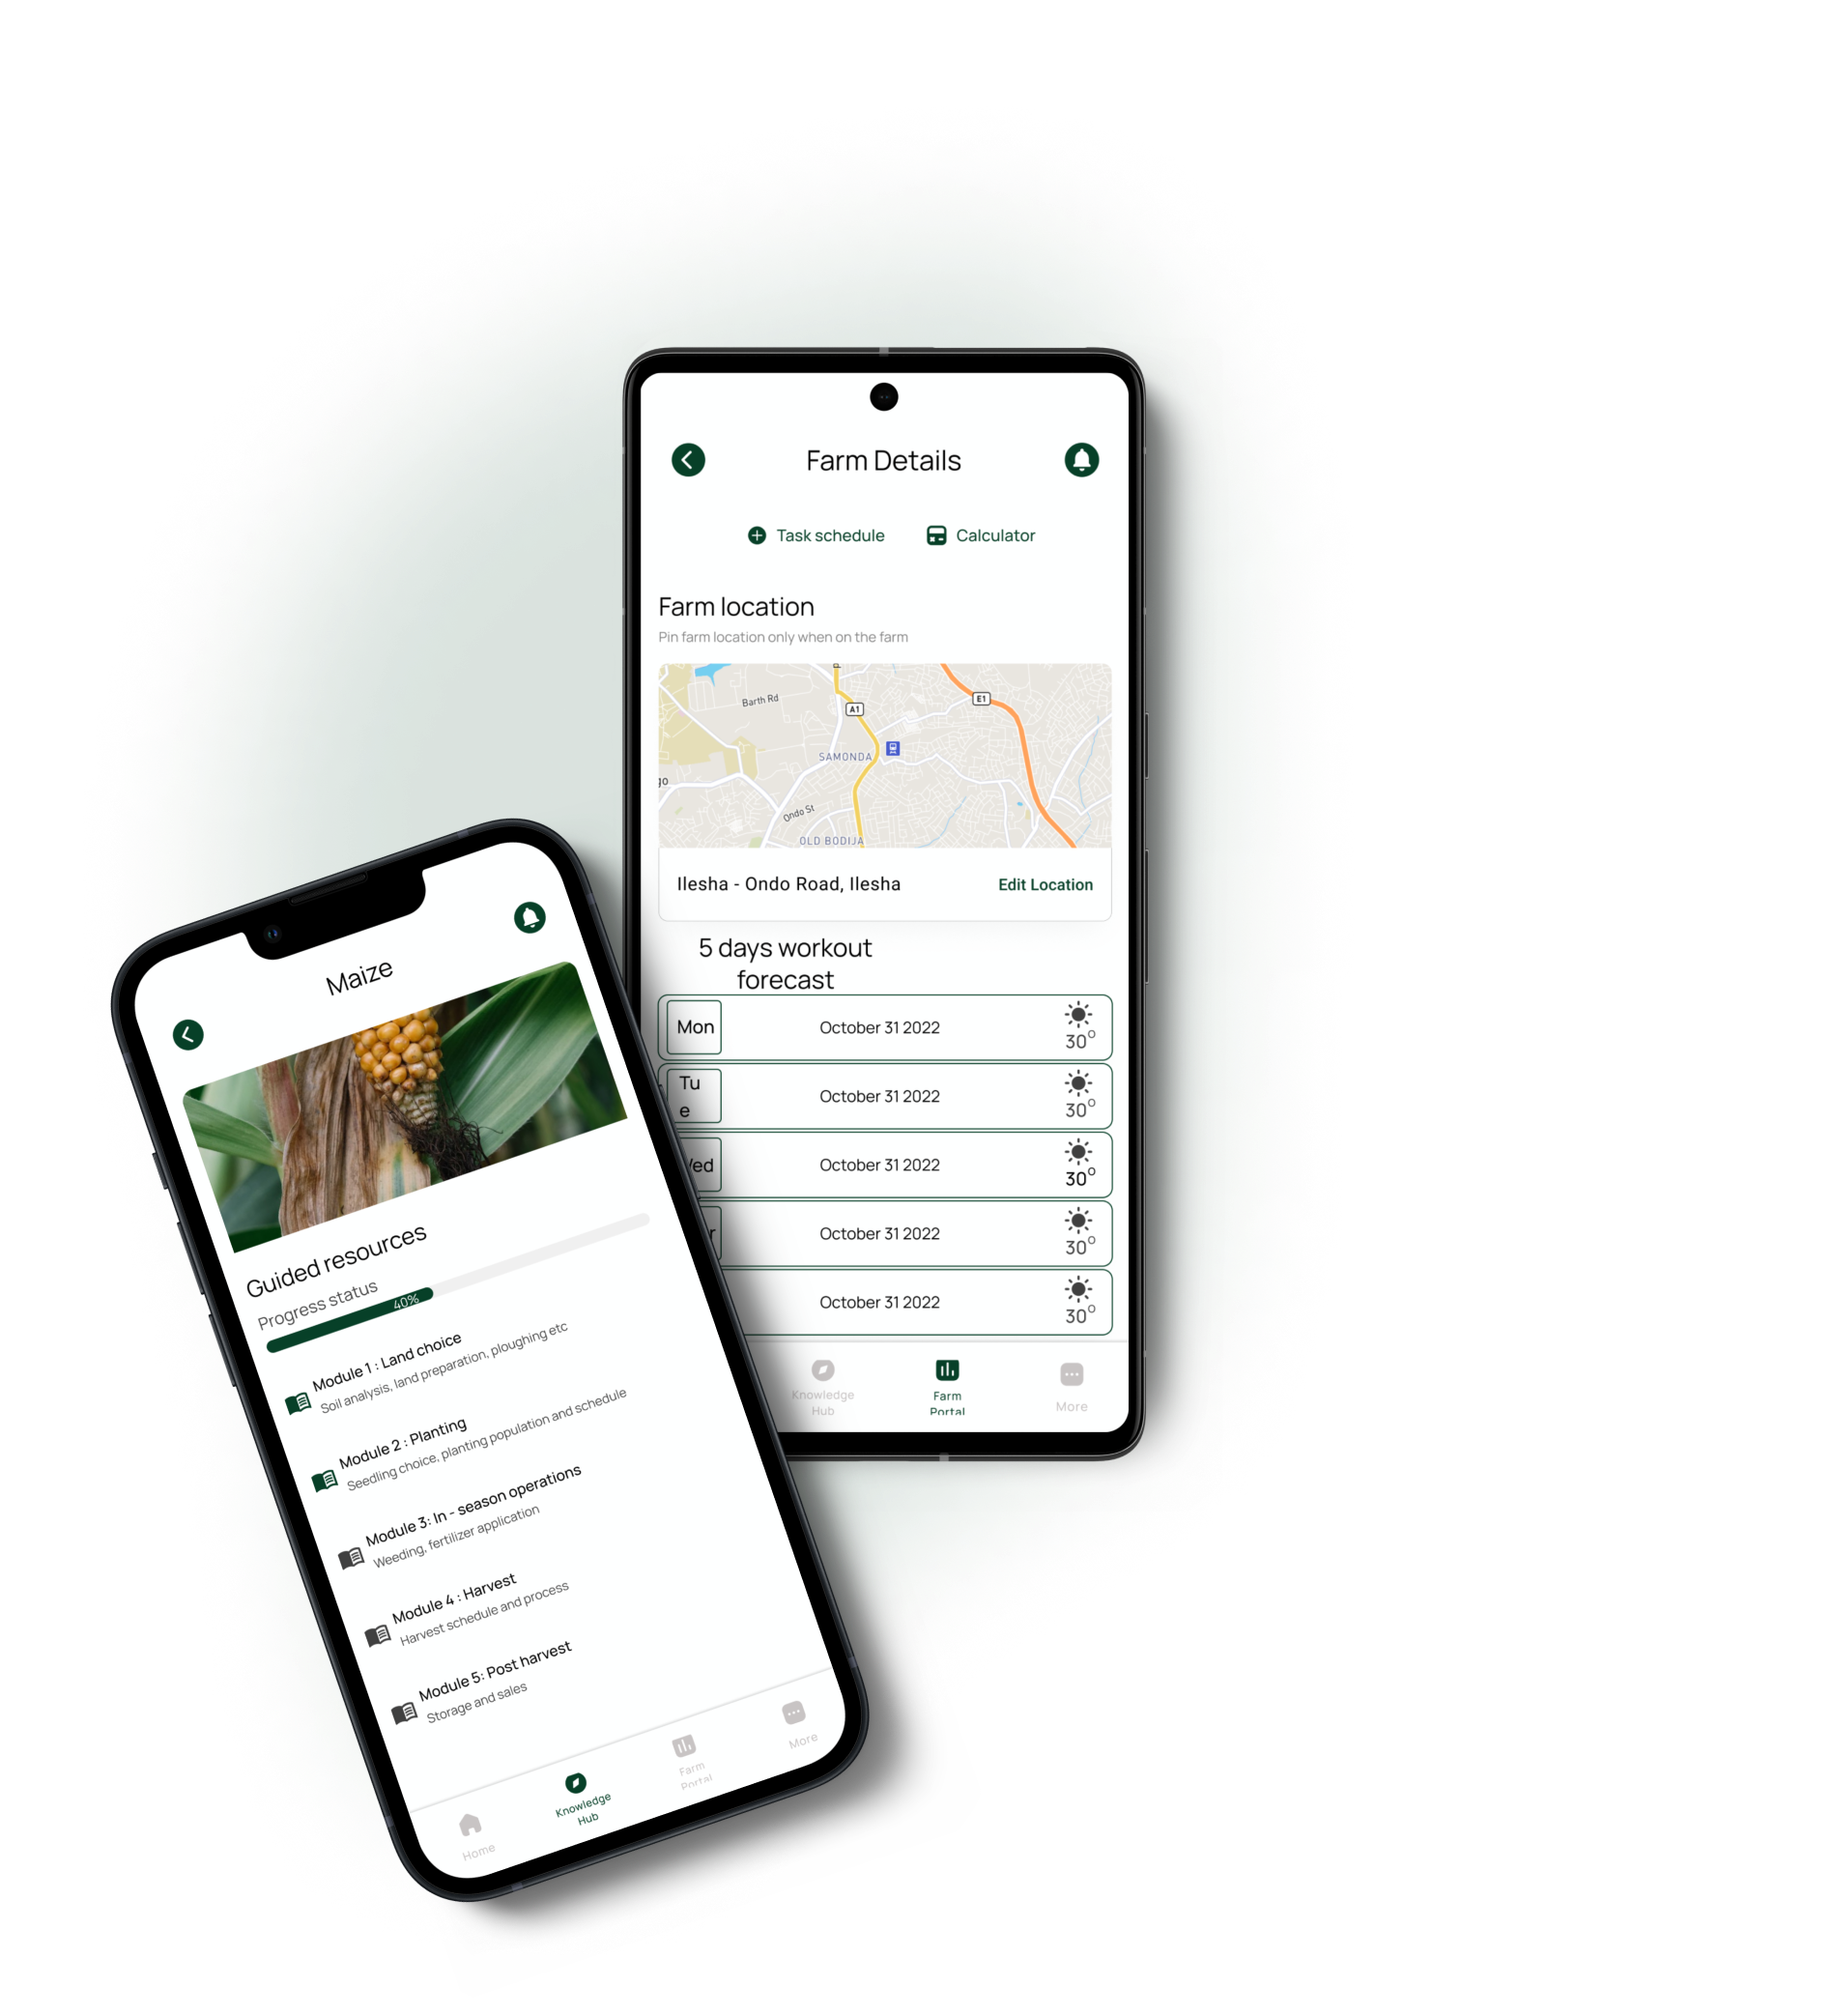 Farm Details
Task schedule
Calculator
Farm location
Pin farm location only when on the farm
Barth Rd
A1
E1
SAMONDA
Ondo St
OLD BODIJA
Ilesha - Ondo Road, Ilesha
Edit Location
5 days workout
forecast
Mon
October 31 2022
30°
Tu
e
October 31 2022
30°
October 31 2022
30°
October 31 2022
30°
October 31 2022
30°
Knowledge
Hub
Farm
Portal
More
Maize
Guided resources
Progress status
40%
Module 1 : Land choice
Soil analysis, land preparation, ploughing etc
Module 2 : Planting
Seedling choice, planting population and schedule
Module 3: In - season operations
Weeding, fertilizer application
Module 4 : Harvest
Harvest schedule and process
Module 5: Post harvest
Storage and sales
Home
Knowledge
Hub
Farm
Portal
More